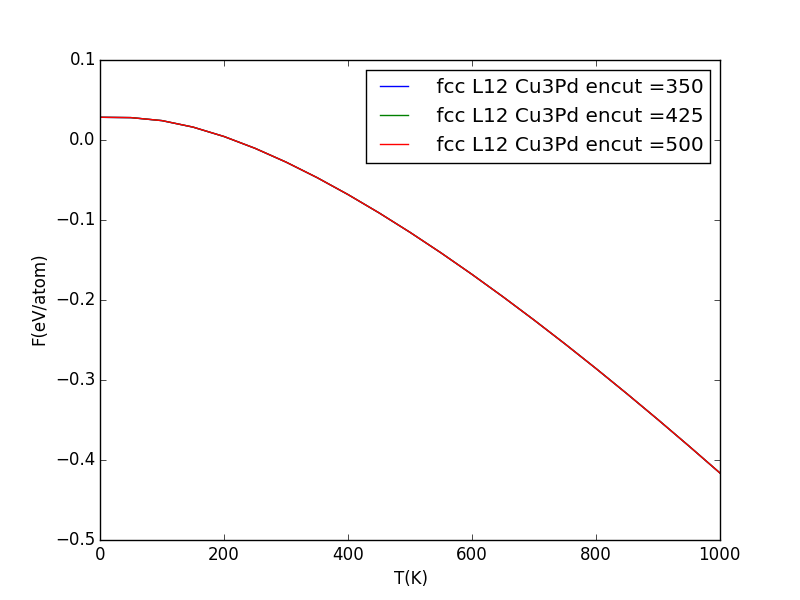 fcc L12 Cu3Pd encut =350
fcc L12 Cu3Pd encut =425
fcc L12 Cu3Pd encut =500
0.1
0.0
−0.1
−0.2
−0.3
−0.4
−0.5
F(eV/atom)
0 200 400 600 800 1000
T(K)